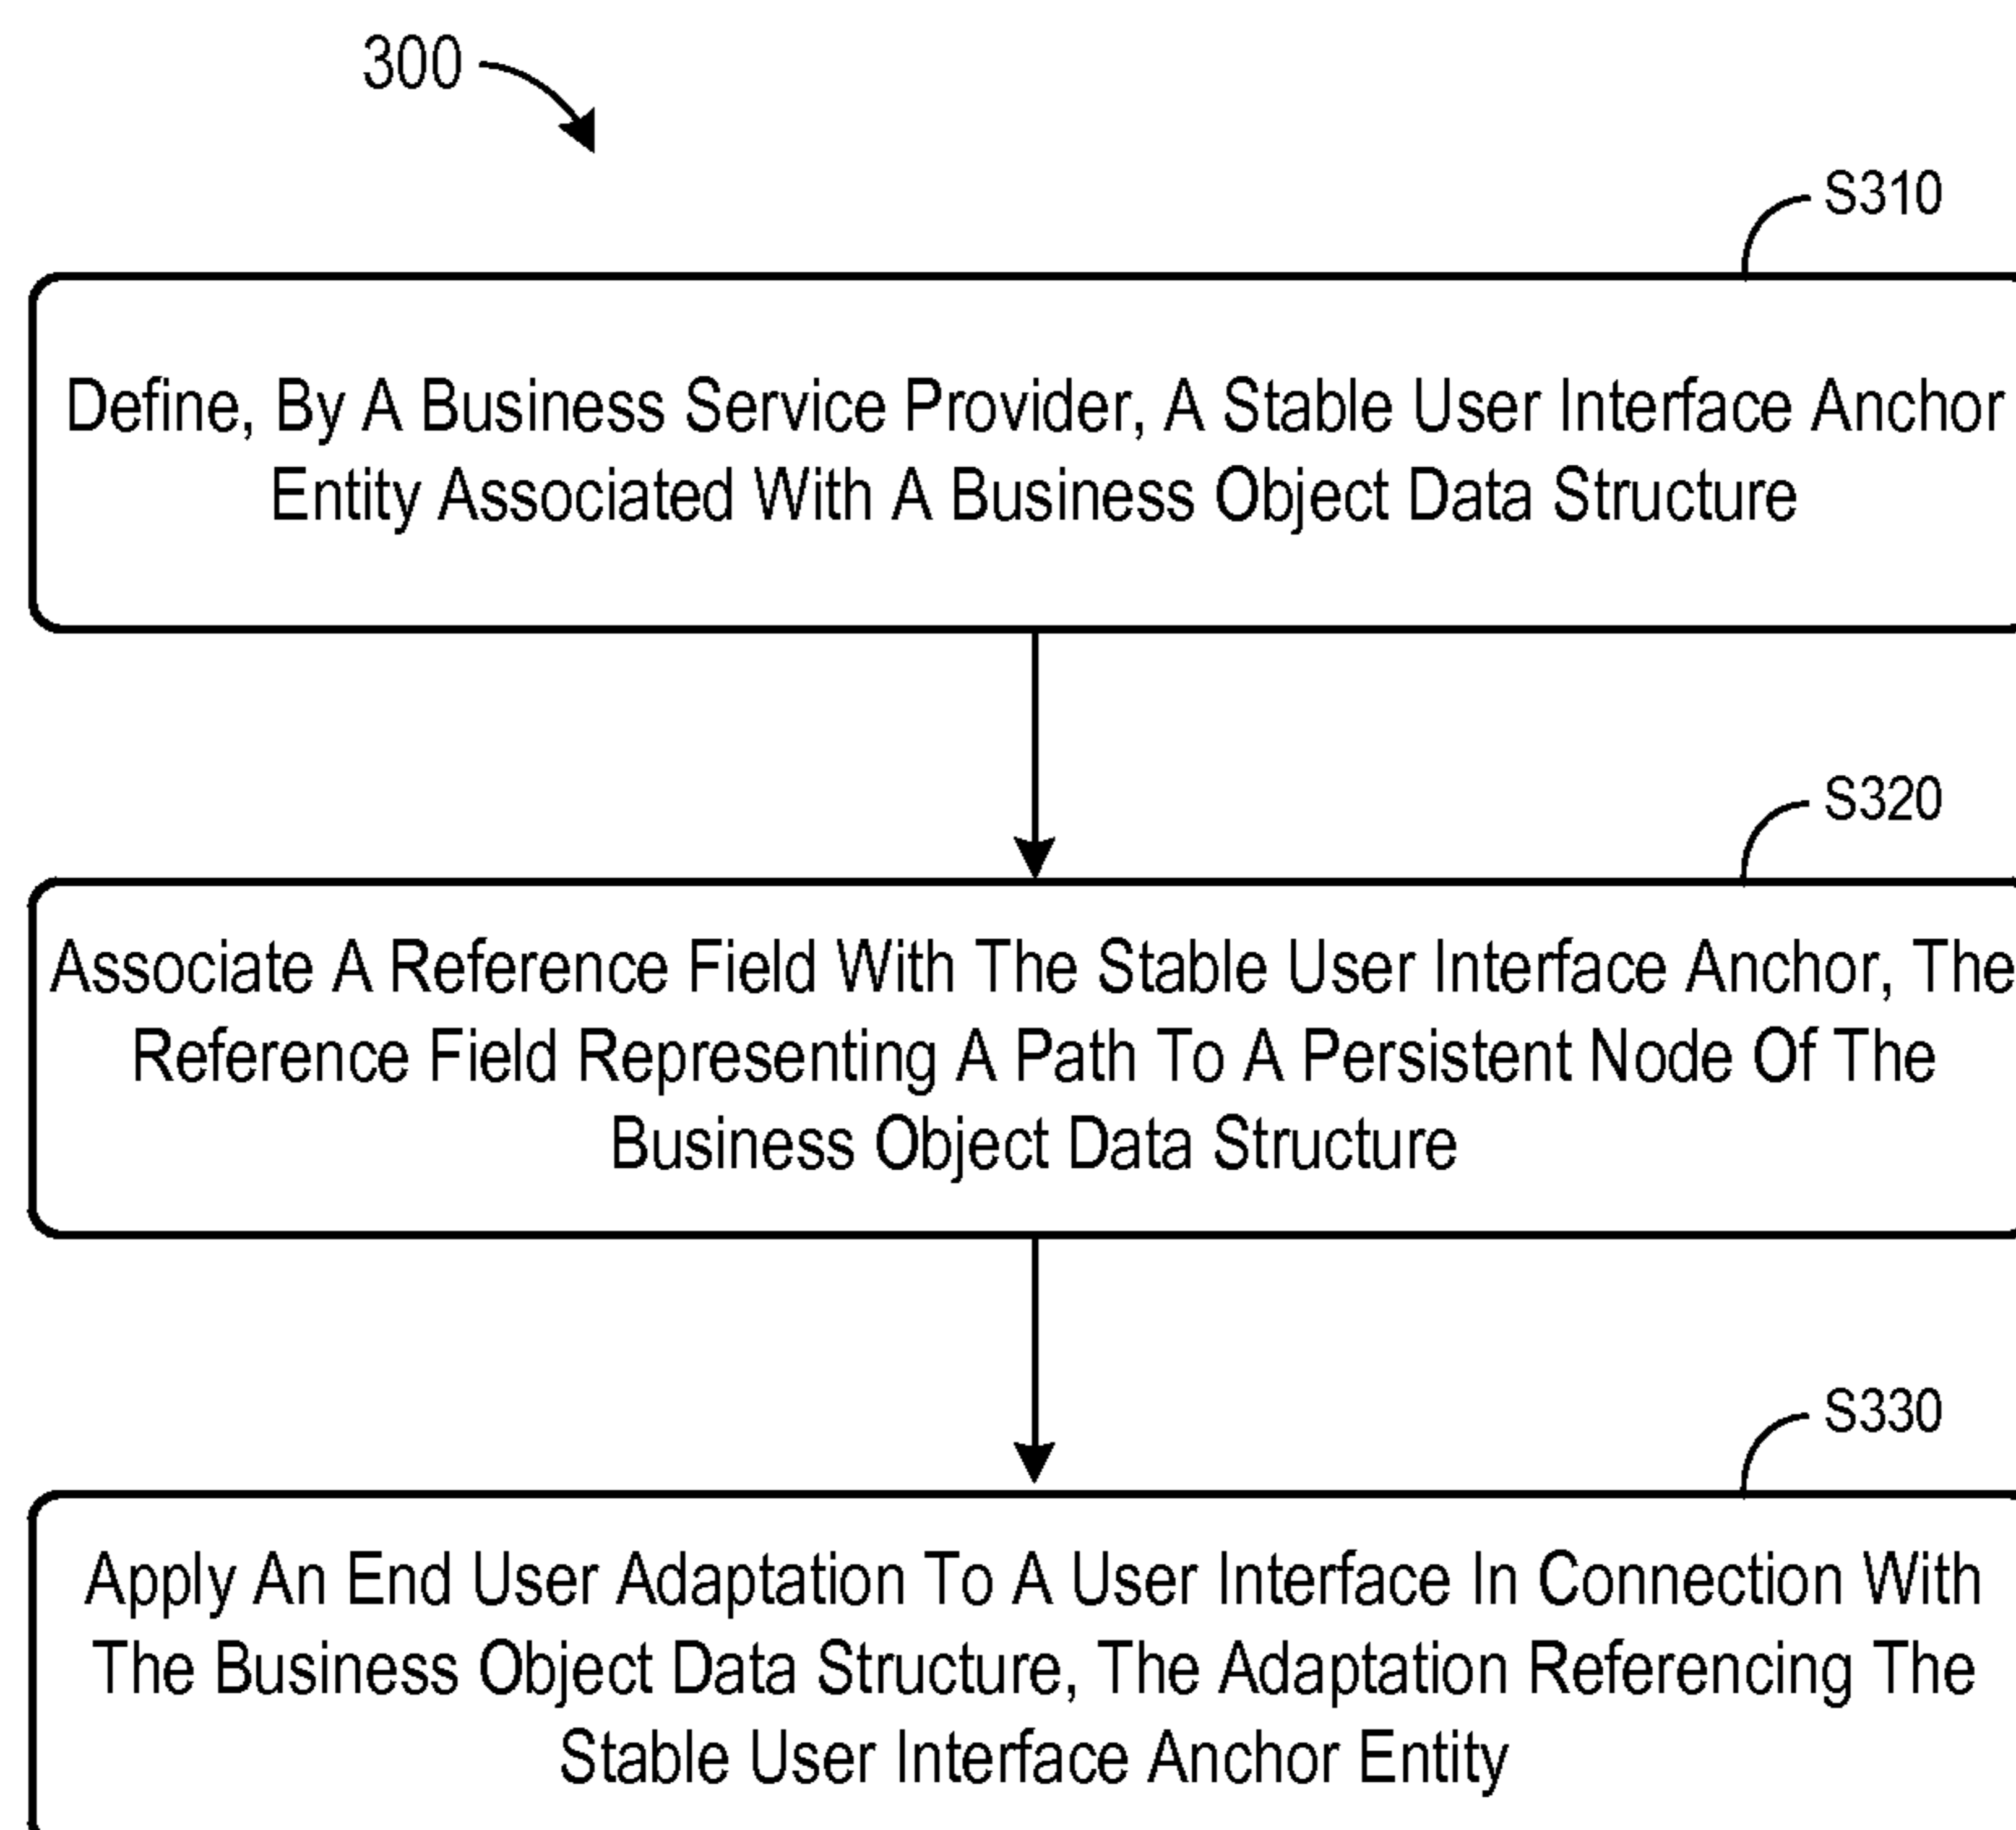 300
S310
Define, By A Business Service Provider, A Stable User Interface Anchor
Entity Associated With A Business Object Data Structure
S320
Associate A Reference Field With The Stable User Interface Anchor, The
Reference Field Representing A Path To A Persistent Node Of The
Business Object Data Structure
S330
Apply An End User Adaptation To A User Interface In Connection With
The Business Object Data Structure, The Adaptation Referencing The
Stable User Interface Anchor Entity